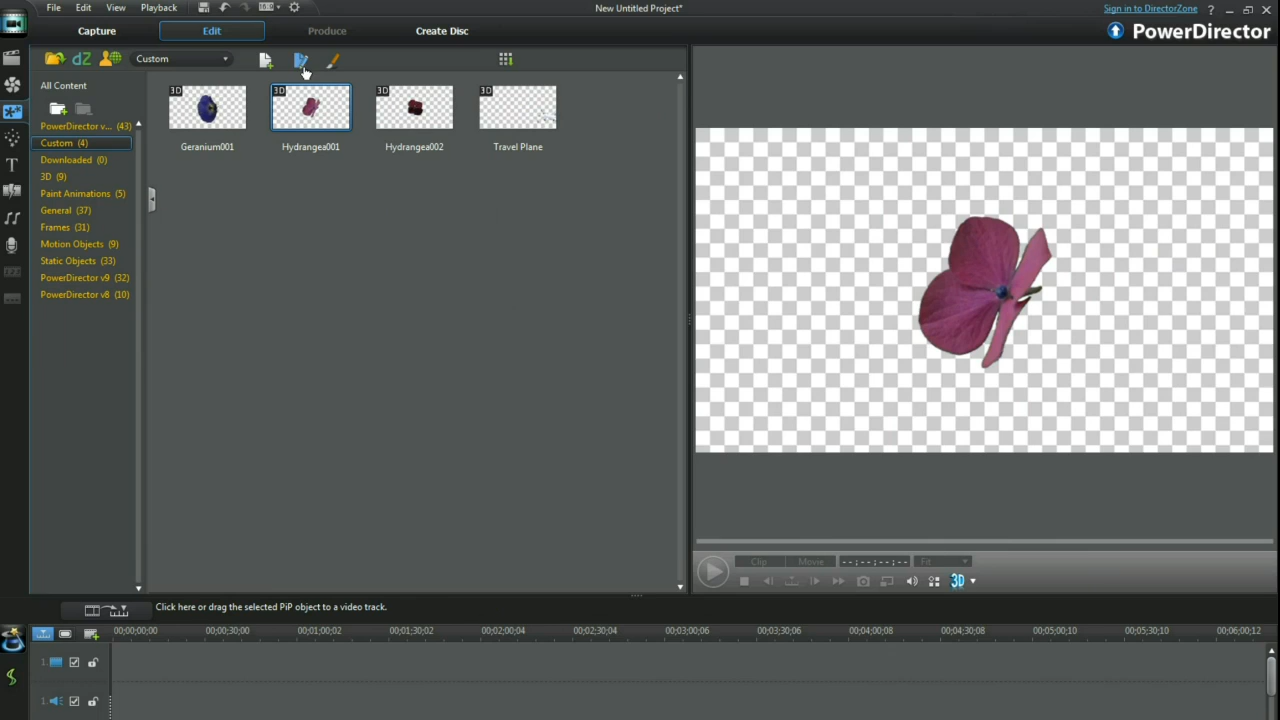 File Edit View Playback
New Untitled Project*
Sign in to DirectorZone ?
Capture
Edit
Produce
Create Disc
PowerDirector
dZ
Custom
All Content
PowerDirector v... (43)
Custom (4)
Downloaded (0)
3D (9)
Paint Animations (5)
General (37)
Frames (31)
Motion Objects (9)
Static Objects (33)
PowerDirector v9 (32)
PowerDirector v8 (10)
3D
3D
3D
3D
Geranium001
Hydrangea001
Hydrangea002
Travel Plane
T
Clip
Movie
--;--;--;--
Fit
3D
Click here or drag the selected PiP object to a video track.
00;00;00;00
00;00;30;00
00;01;00;02
00;01;30;02
00;02;00;04
00;02;30;04
00;03;00;06
00;03;30;06
00;04;00;08
00;04;30;08
00;05;00;10
00;05;30;10
00;06;00;12
1.
1.